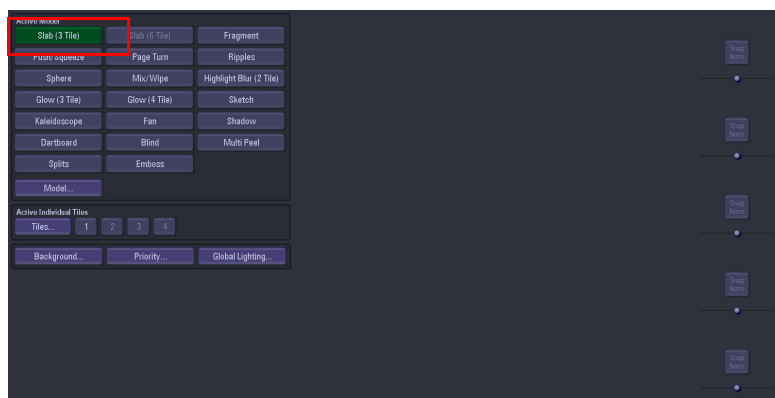 Active Model
Slab (3 Tile) Slab (6 Tile) Fragment
Push/Squeeze Page Turn Ripples
Sphere Mix/Wipe Highlight Blur (2 Tile)
Glow (3 Tile) Glow (4 Tile) Sketch
Kaleidoscope Fan Shadow
Dartboard Blind Multi Peel
Splits Emboss
Model...
Active Individual Tiles
Tiles... 1 2 3 4
Background... Priority... Global Lighting...
Snap
Norm
Snap
Norm
Snap
Norm
Snap
Norm
Snap
Norm